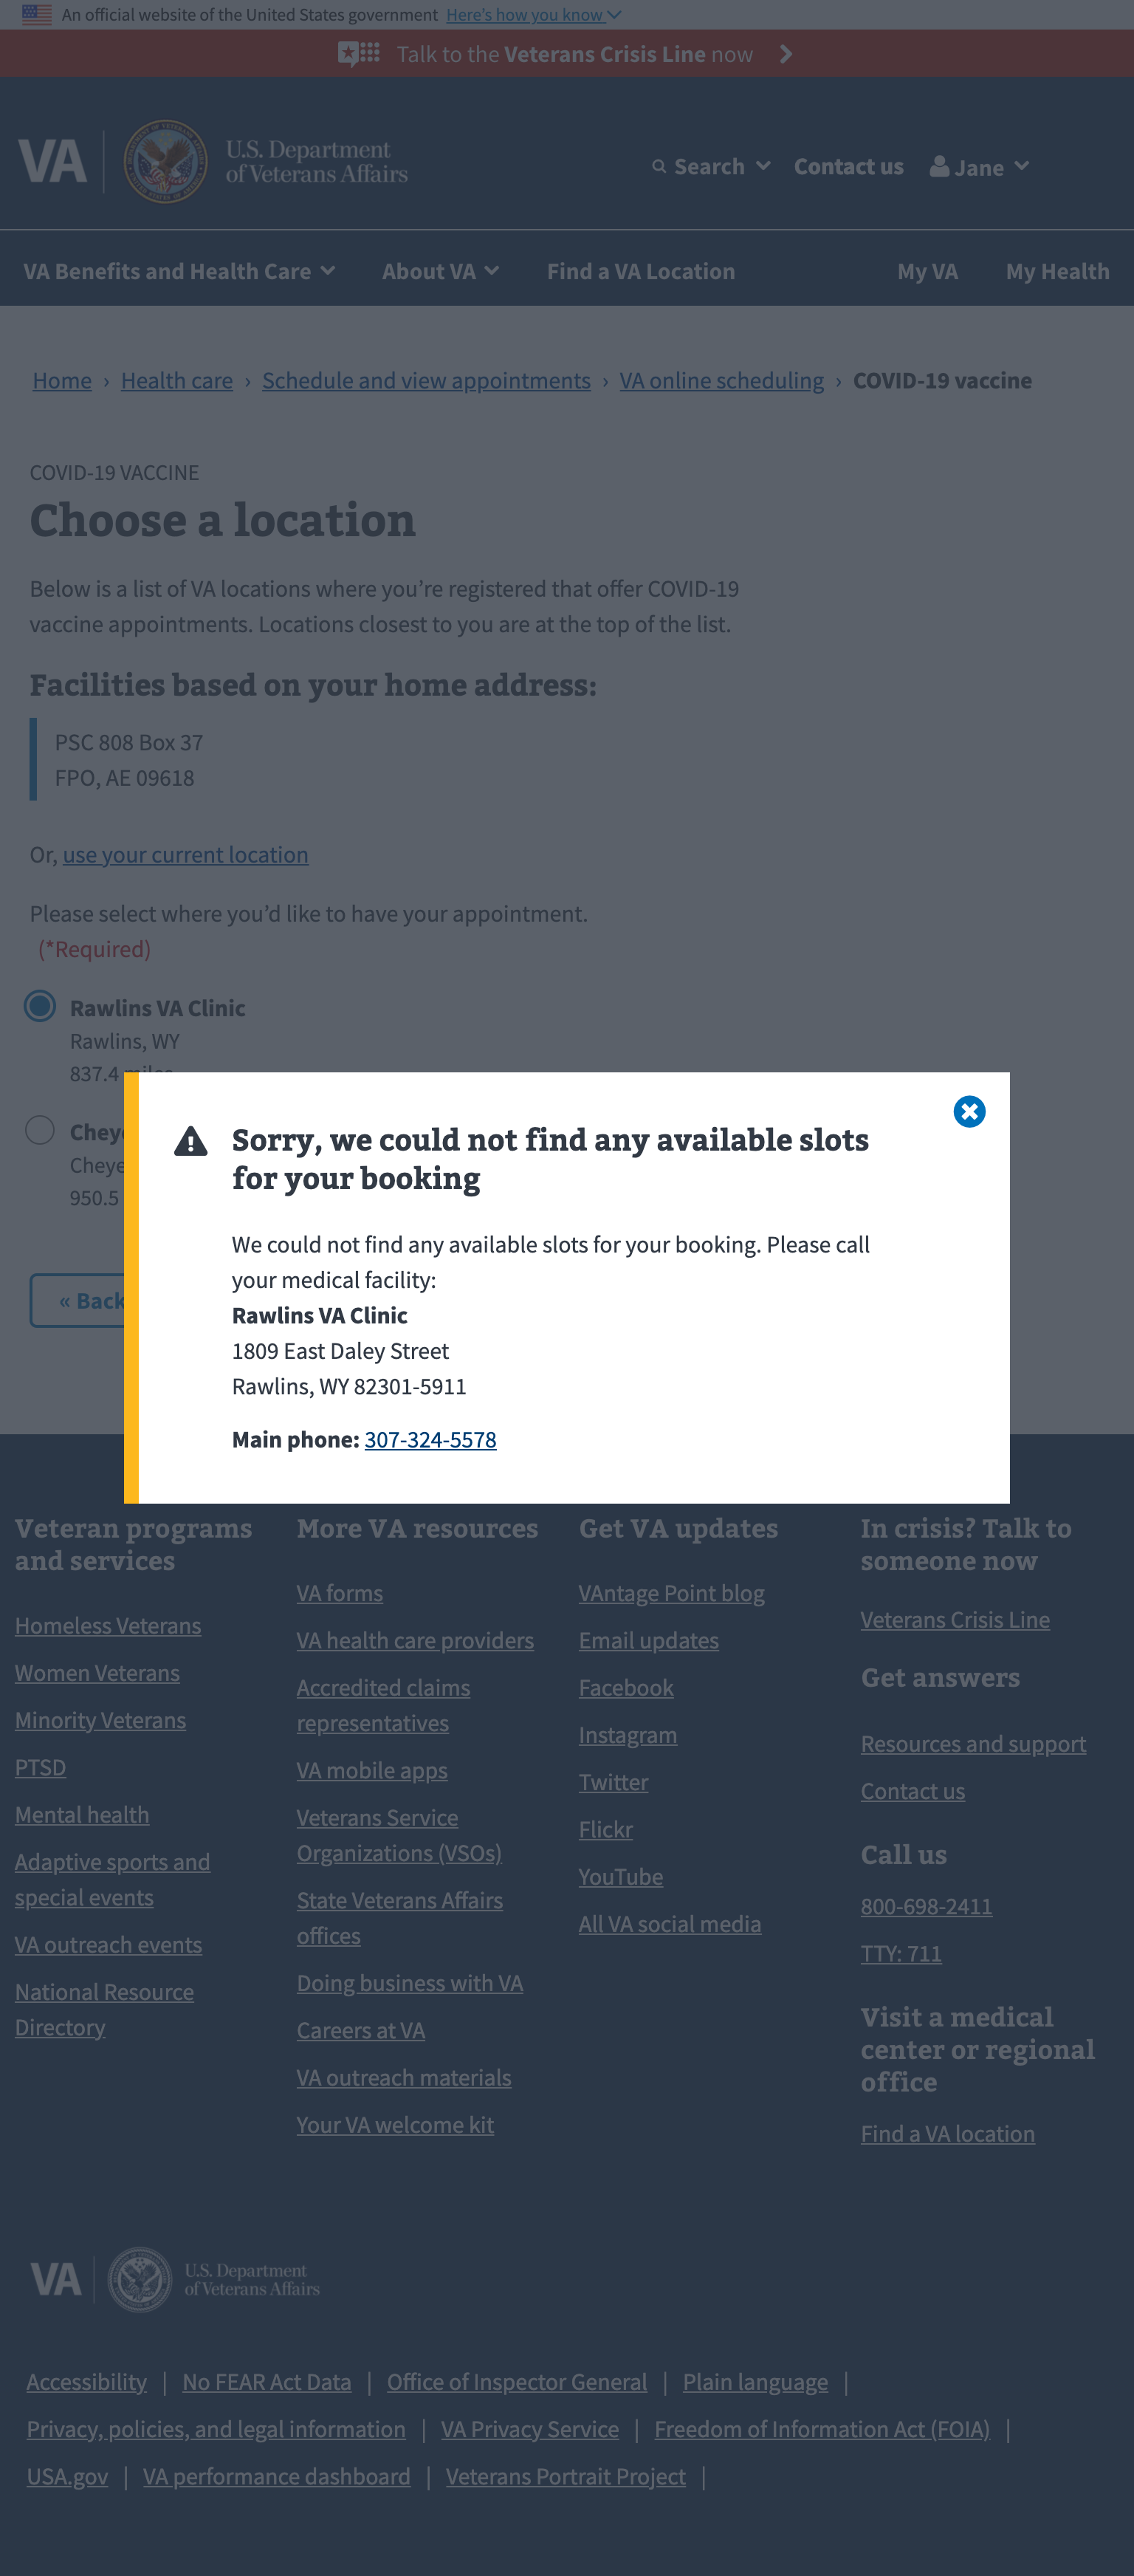 An official website of the United States government Here's how you know
Talk to the Veterans Crisis Line now
VA
U.S. Department
of Veterans Affairs
Search Contact us Jane
VA Benefits and Health Care About VA Find a VA Location My VA My Health
Home › Health care › Schedule and view appointments › VA online scheduling › COVID-19 vaccine
COVID-19 VACCINE
Choose a location
Below is a list of VA locations where you're registered that offer COVID-19
vaccine appointments. Locations closest to you are at the top of the list.
Facilities based on your home address:
PSC 808 Box 37
FPO, AE 09618
Or, use your current location
Please select where you'd like to have your appointment.
(*Required)
Rawlins VA Clinic
Rawlins, WY
837.4 miles
Chey
Cheye
950.5
« Back
Sorry, we could not find any available slots
for your booking
We could not find any available slots for your booking. Please call
your medical facility:
Rawlins VA Clinic
1809 East Daley Street
Rawlins, WY 82301-5911
Main phone: 307-324-5578
Veteran programs
and services
Homeless Veterans
Women Veterans
Minority Veterans
PTSD
Mental health
Adaptive sports and
special events
VA outreach events
National Resource
Directory
More VA resources
VA forms
VA health care providers
Accredited claims
representatives
VA mobile apps
Veterans Service
Organizations (VSOs)
State Veterans Affairs
offices
Doing business with VA
Careers at VA
VA outreach materials
Your VA welcome kit
Get VA updates
VAntage Point blog
Email updates
Facebook
Instagram
Twitter
Flickr
YouTube
All VA social media
In crisis? Talk to
someone now
Veterans Crisis Line
Get answers
Resources and support
Contact us
Call us
800-698-2411
TTY: 711
Visit a medical
center or regional
office
Find a VA location
VA
U.S. Department
of Veterans Affairs
Accessibility | No FEAR Act Data | Office of Inspector General | Plain language |
Privacy, policies, and legal information | VA Privacy Service | Freedom of Information Act (FOIA) |
USA.gov | VA performance dashboard | Veterans Portrait Project |